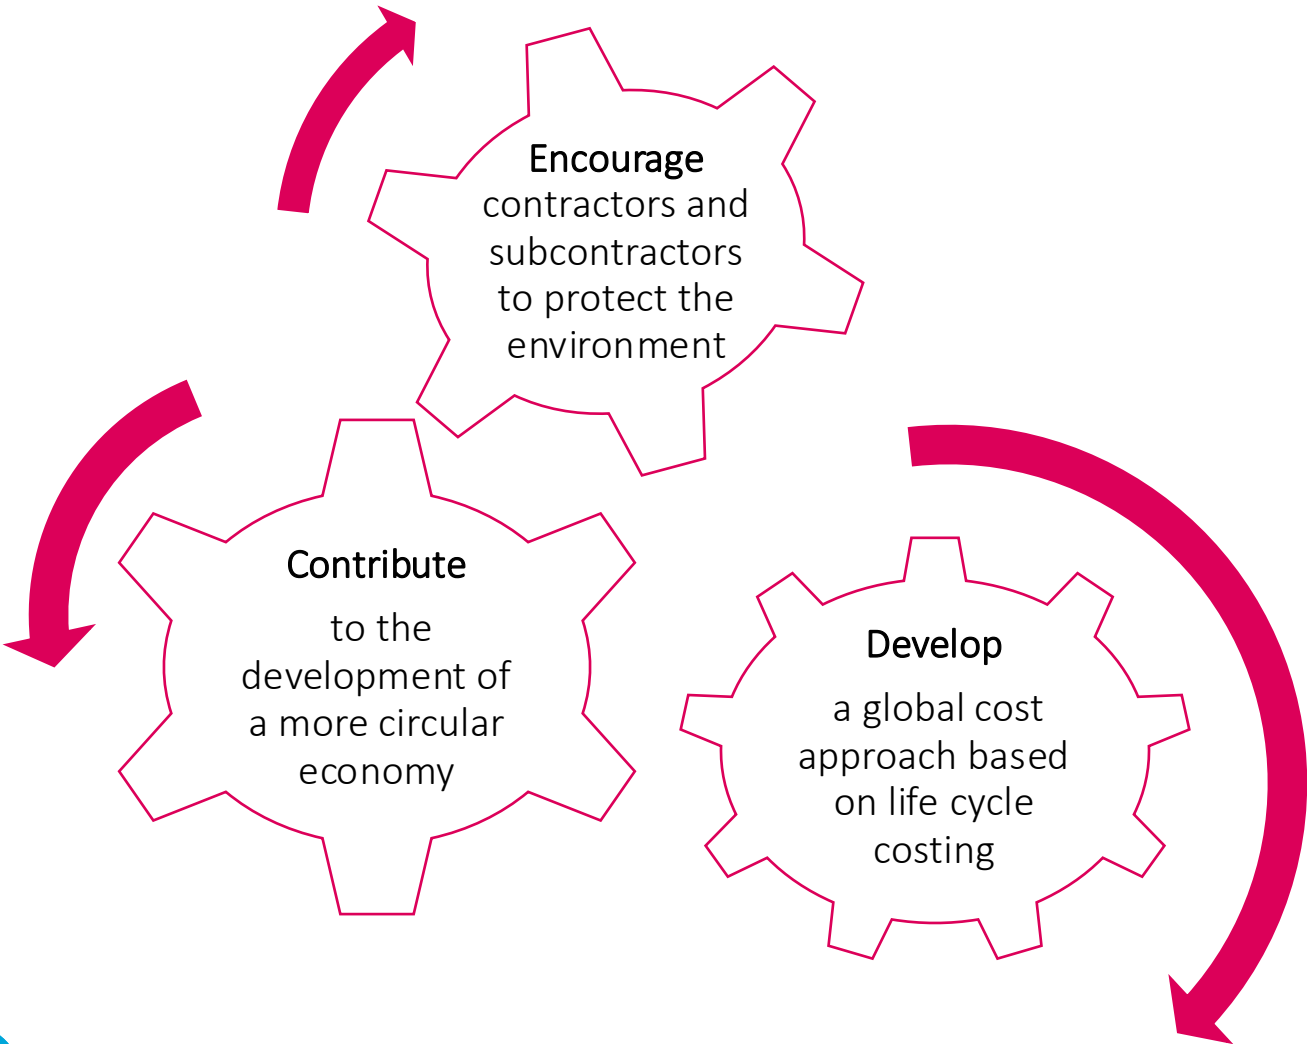 Encourage
contractors and
subcontractors
to protect the
environment
Contribute
to the
development of
a more circular
economy
Develop
a global cost
approach based
on life cycle
costing